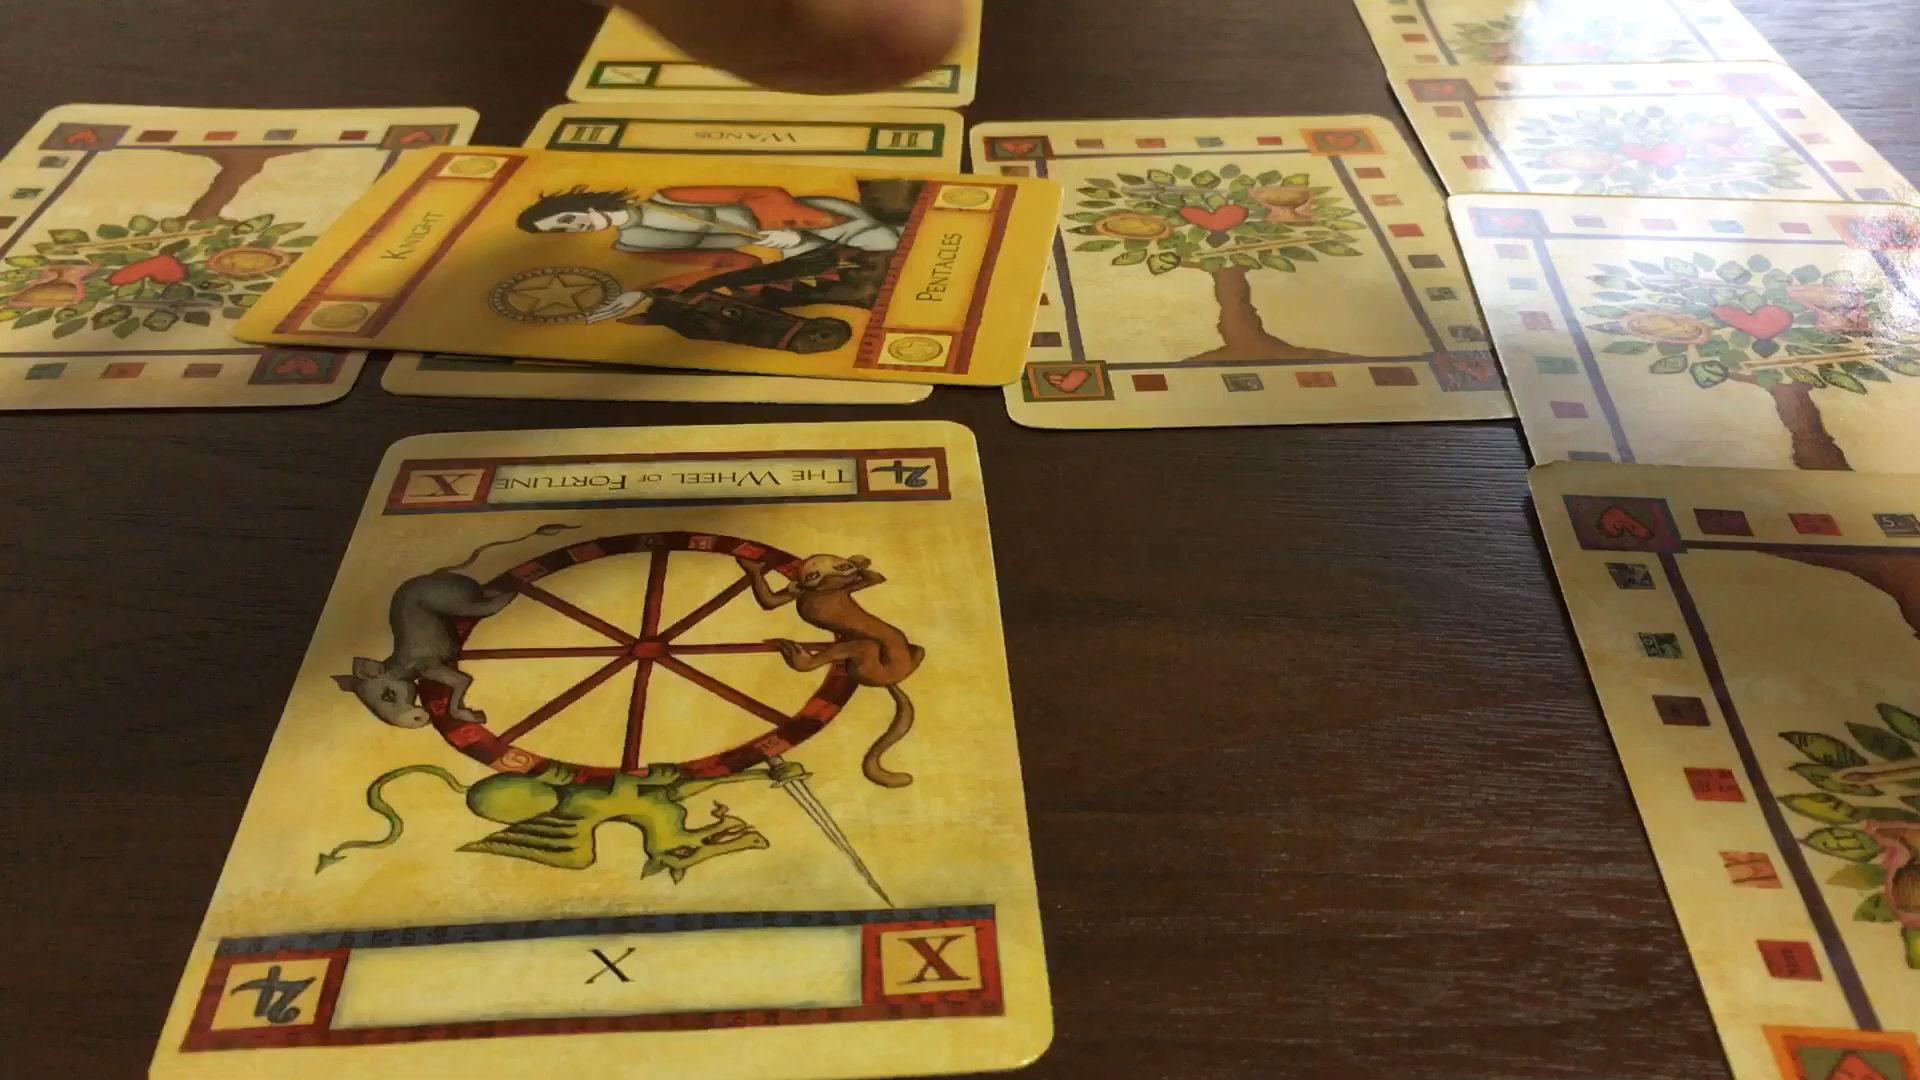 II WANDS II
KNIGHT
PENTACLES
X THE WHEEL OF FORTUNE
X X